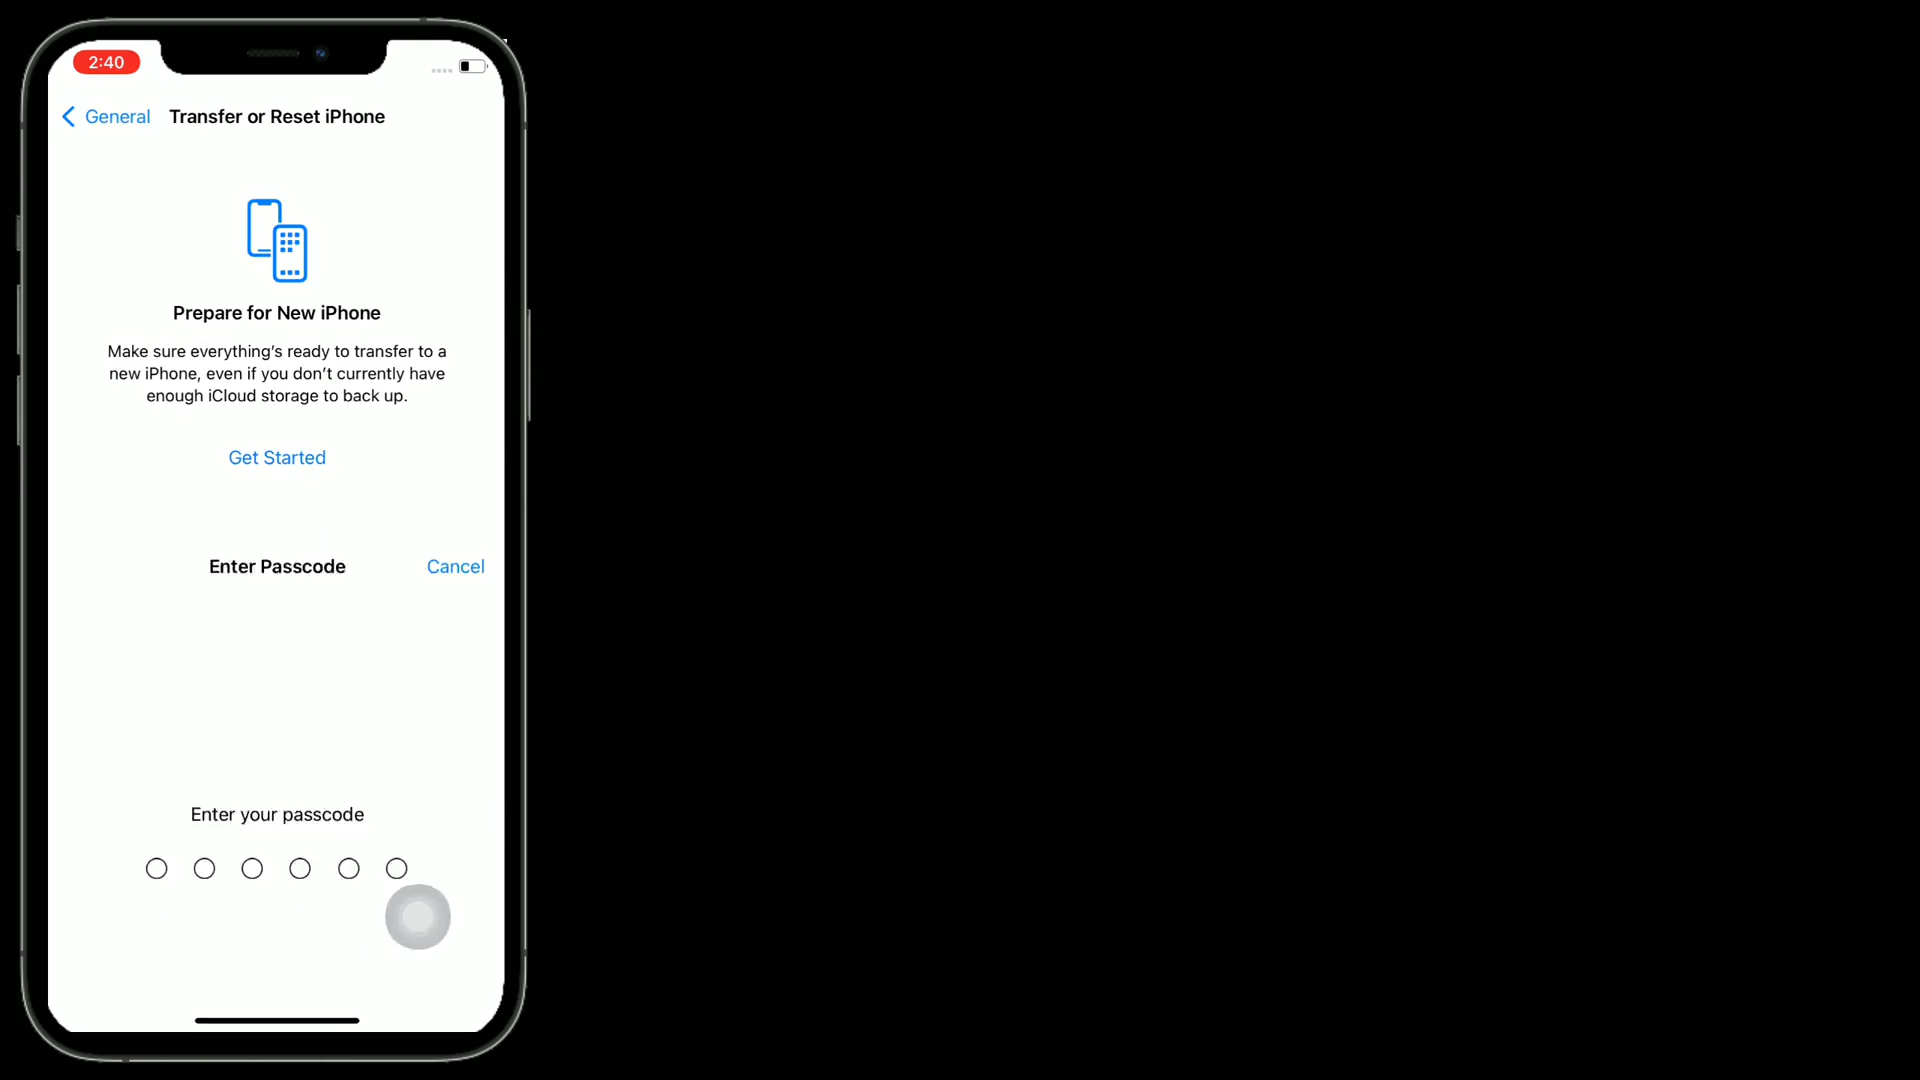 2:40
General
Transfer or Reset iPhone
Prepare for New iPhone
Make sure everything's ready to transfer to a
new iPhone, even if you don't currently have
enough iCloud storage to back up.
Get Started
Enter Passcode
Cancel
Enter your passcode